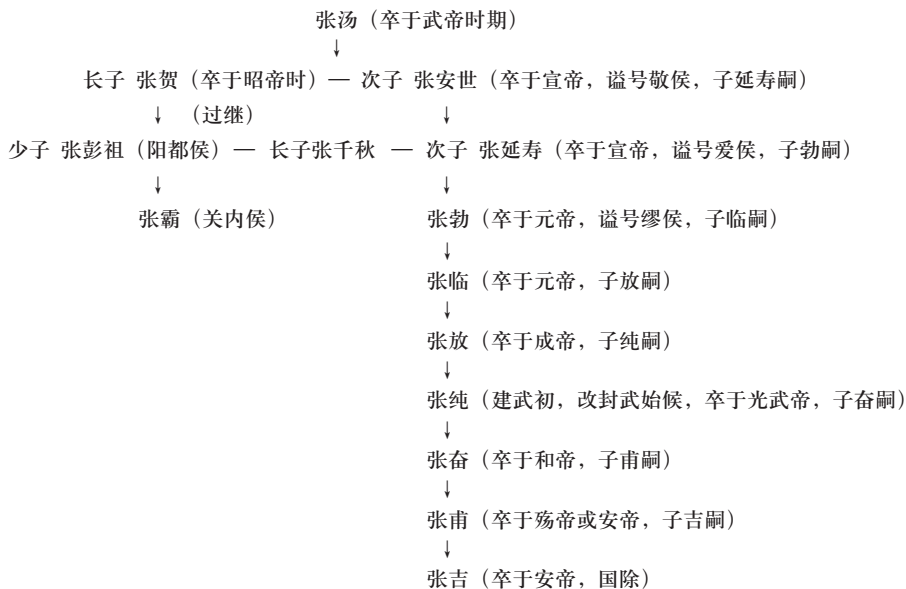 张汤（卒于武帝时期）
↓
长子 张贺（卒于昭帝时）— 次子 张安世（卒于宣帝，谥号敬侯，子延寿嗣）
↓ （过继） ↓
少子 张彭祖（阳都侯）— 长子张千秋 — 次子 张延寿（卒于宣帝，谥号爱侯，子勃嗣）
↓ ↓
张霸（关内侯） 张勃（卒于元帝，谥号缪侯，子临嗣）
↓
张临（卒于元帝，子放嗣）
↓
张放（卒于成帝，子纯嗣）
↓
张纯（建武初，改封武始候，卒于光武帝，子奋嗣）
↓
张奋（卒于和帝，子甫嗣）
↓
张甫（卒于殇帝或安帝，子吉嗣）
↓
张吉（卒于安帝，国除）